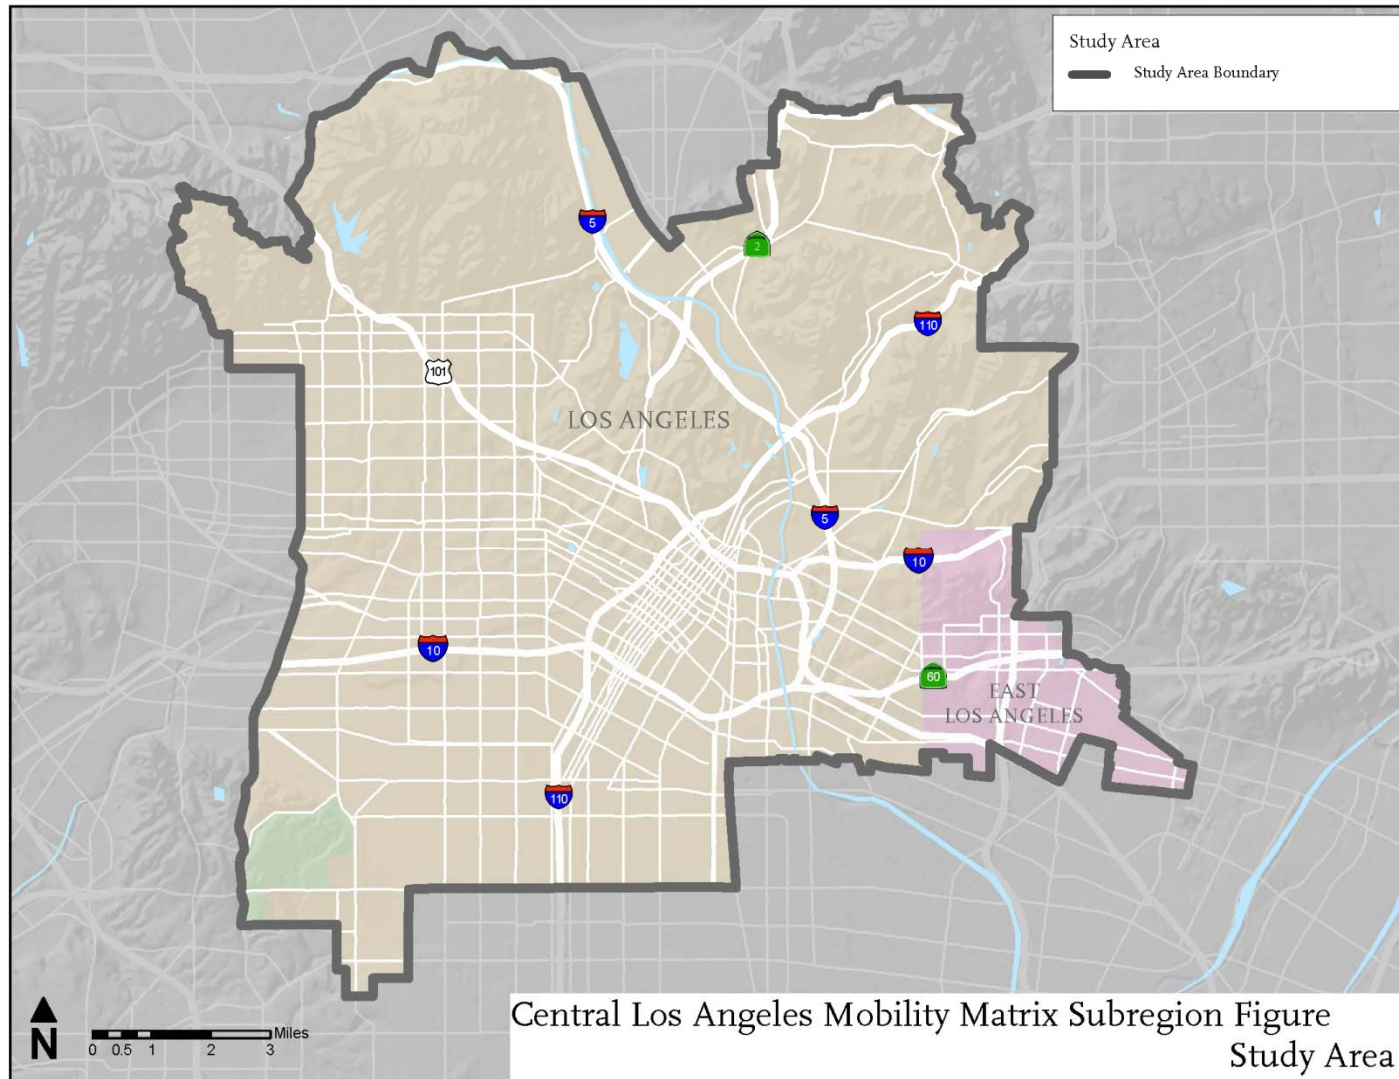 Study Area
Study Area Boundary
5
2
110
101
LOS ANGELES
5
10
10
60
EAST
LOS ANGELES
110
N
0 0.5 1 2 3 Miles
Central Los Angeles Mobility Matrix Subregion Figure
Study Area